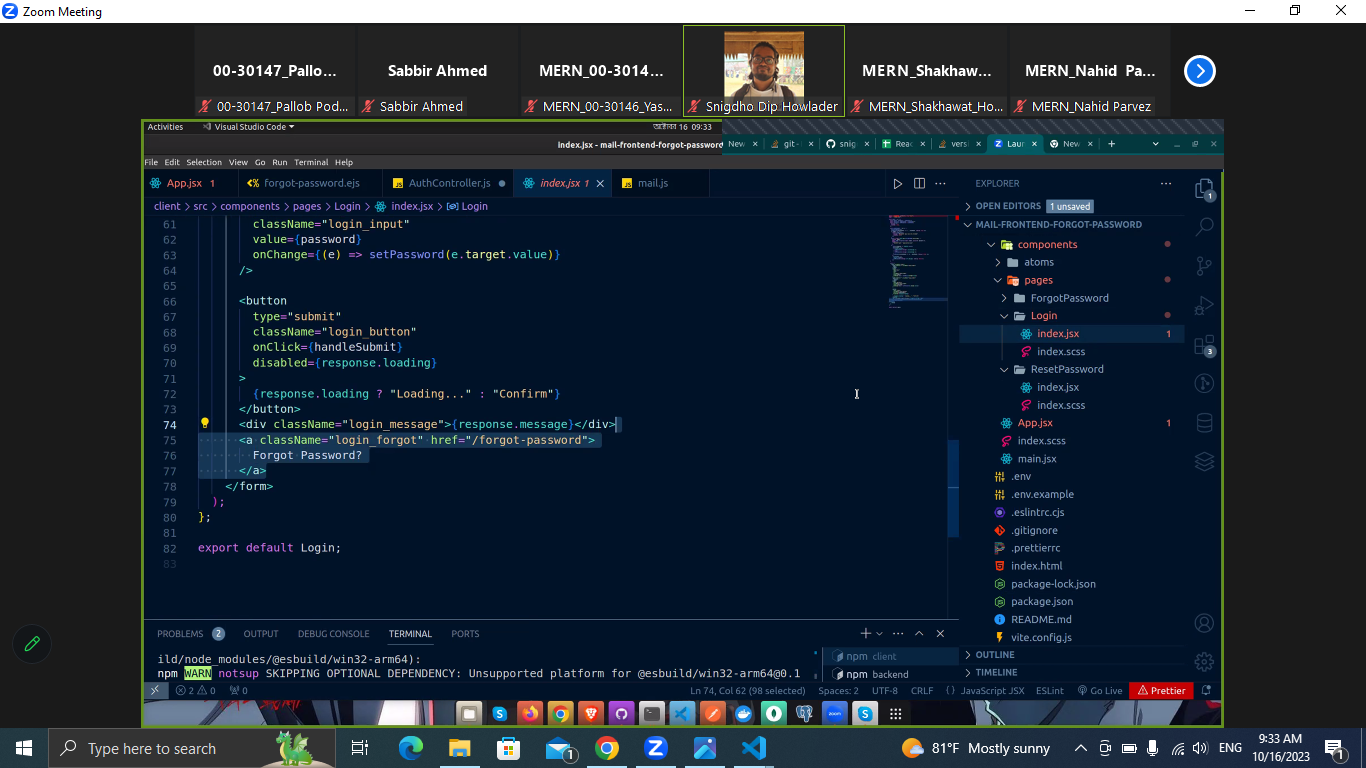 Zoom Meeting
00-30147_Pallo...
Sabbir Ahmed
MERN_00-3014...
MERN_Shakhaw...
MERN_Nahid Pa...
00-30147_Pallob Pod...
Sabbir Ahmed
MERN_00-30146_Yas...
Snigdho Dip Howlader
MERN_Shakhawat_Ho...
MERN_Nahid Parvez
Activities
Visual Studio Code
অক্টোবর 16 09:33
index.jsx - mail-frontend-forgot-password
New
git -
snig
Reac
versi
Laun
New
File Edit Selection View Go Run Terminal Help
App.jsx 1
forgot-password.ejs
AuthController.js
index.jsx 1
mail.js
client > src > components > pages > Login > index.jsx > Login
61 className="login_input"
62 value={password}
63 onChange={(e) => setPassword(e.target.value)}
64 />
65
66 <button
67 type="submit"
68 className="login_button"
69 onClick={handleSubmit}
70 disabled={response.loading}
71 >
72 {response.loading ? "Loading..." : "Confirm"}
73 </button>
74 <div className="login_message">{response.message}</div>
75 <a className="login_forgot" href="/forgot-password">
76 Forgot Password?
77 </a>
78 </form>
79 );
80 };
81
82 export default Login;
83
EXPLORER
OPEN EDITORS 1 unsaved
MAIL-FRONTEND-FORGOT-PASSWORD
components
atoms
pages
ForgotPassword
Login
index.jsx 1
index.scss
ResetPassword
index.jsx
index.scss
App.jsx 1
index.scss
main.jsx
.env
.env.example
.eslintrc.cjs
.gitignore
.prettierrc
index.html
package-lock.json
package.json
README.md
vite.config.js
OUTLINE
TIMELINE
1
3
PROBLEMS 2 OUTPUT DEBUG CONSOLE TERMINAL PORTS
ild/node_modules/@esbuild/win32-arm64):
npm WARN notsup SKIPPING OPTIONAL DEPENDENCY: Unsupported platform for @esbuild/win32-arm64@0.1
npm client
npm backend
2 0 0
Ln 74, Col 62 (98 selected) Spaces: 2 UTF-8 CRLF {} JavaScript JSX ESLint Go Live Prettier
zoom
Type here to search
1
81°F Mostly sunny
ENG
9:33 AM
10/16/2023
1